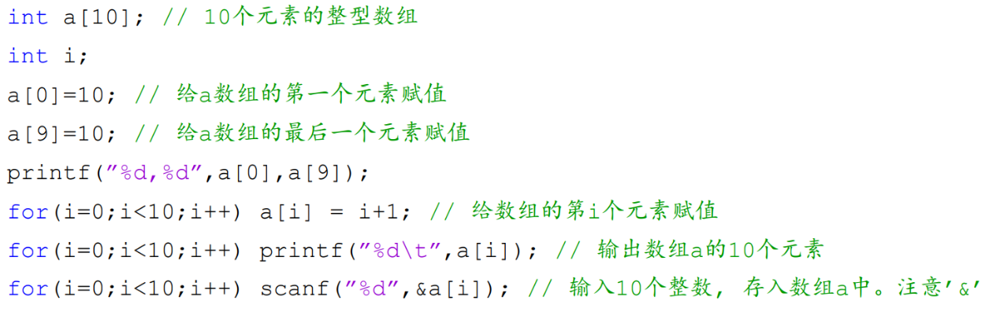 int a[10]; // 10个元素的整型数组
int i;
a[0]=10; // 给a数组的第一个元素赋值
a[9]=10; // 给a数组的最后一个元素赋值
printf(”%d,%d”,a[0],a[9]);
for(i=0;i<10;i++) a[i] = i+1; // 给数组的第i个元素赋值
for(i=0;i<10;i++) printf(”%d\t”,a[i]); // 输出数组a的10个元素
for(i=0;i<10;i++) scanf(”%d”,&a[i]); // 输入10个整数, 存入数组a中。注意’&’